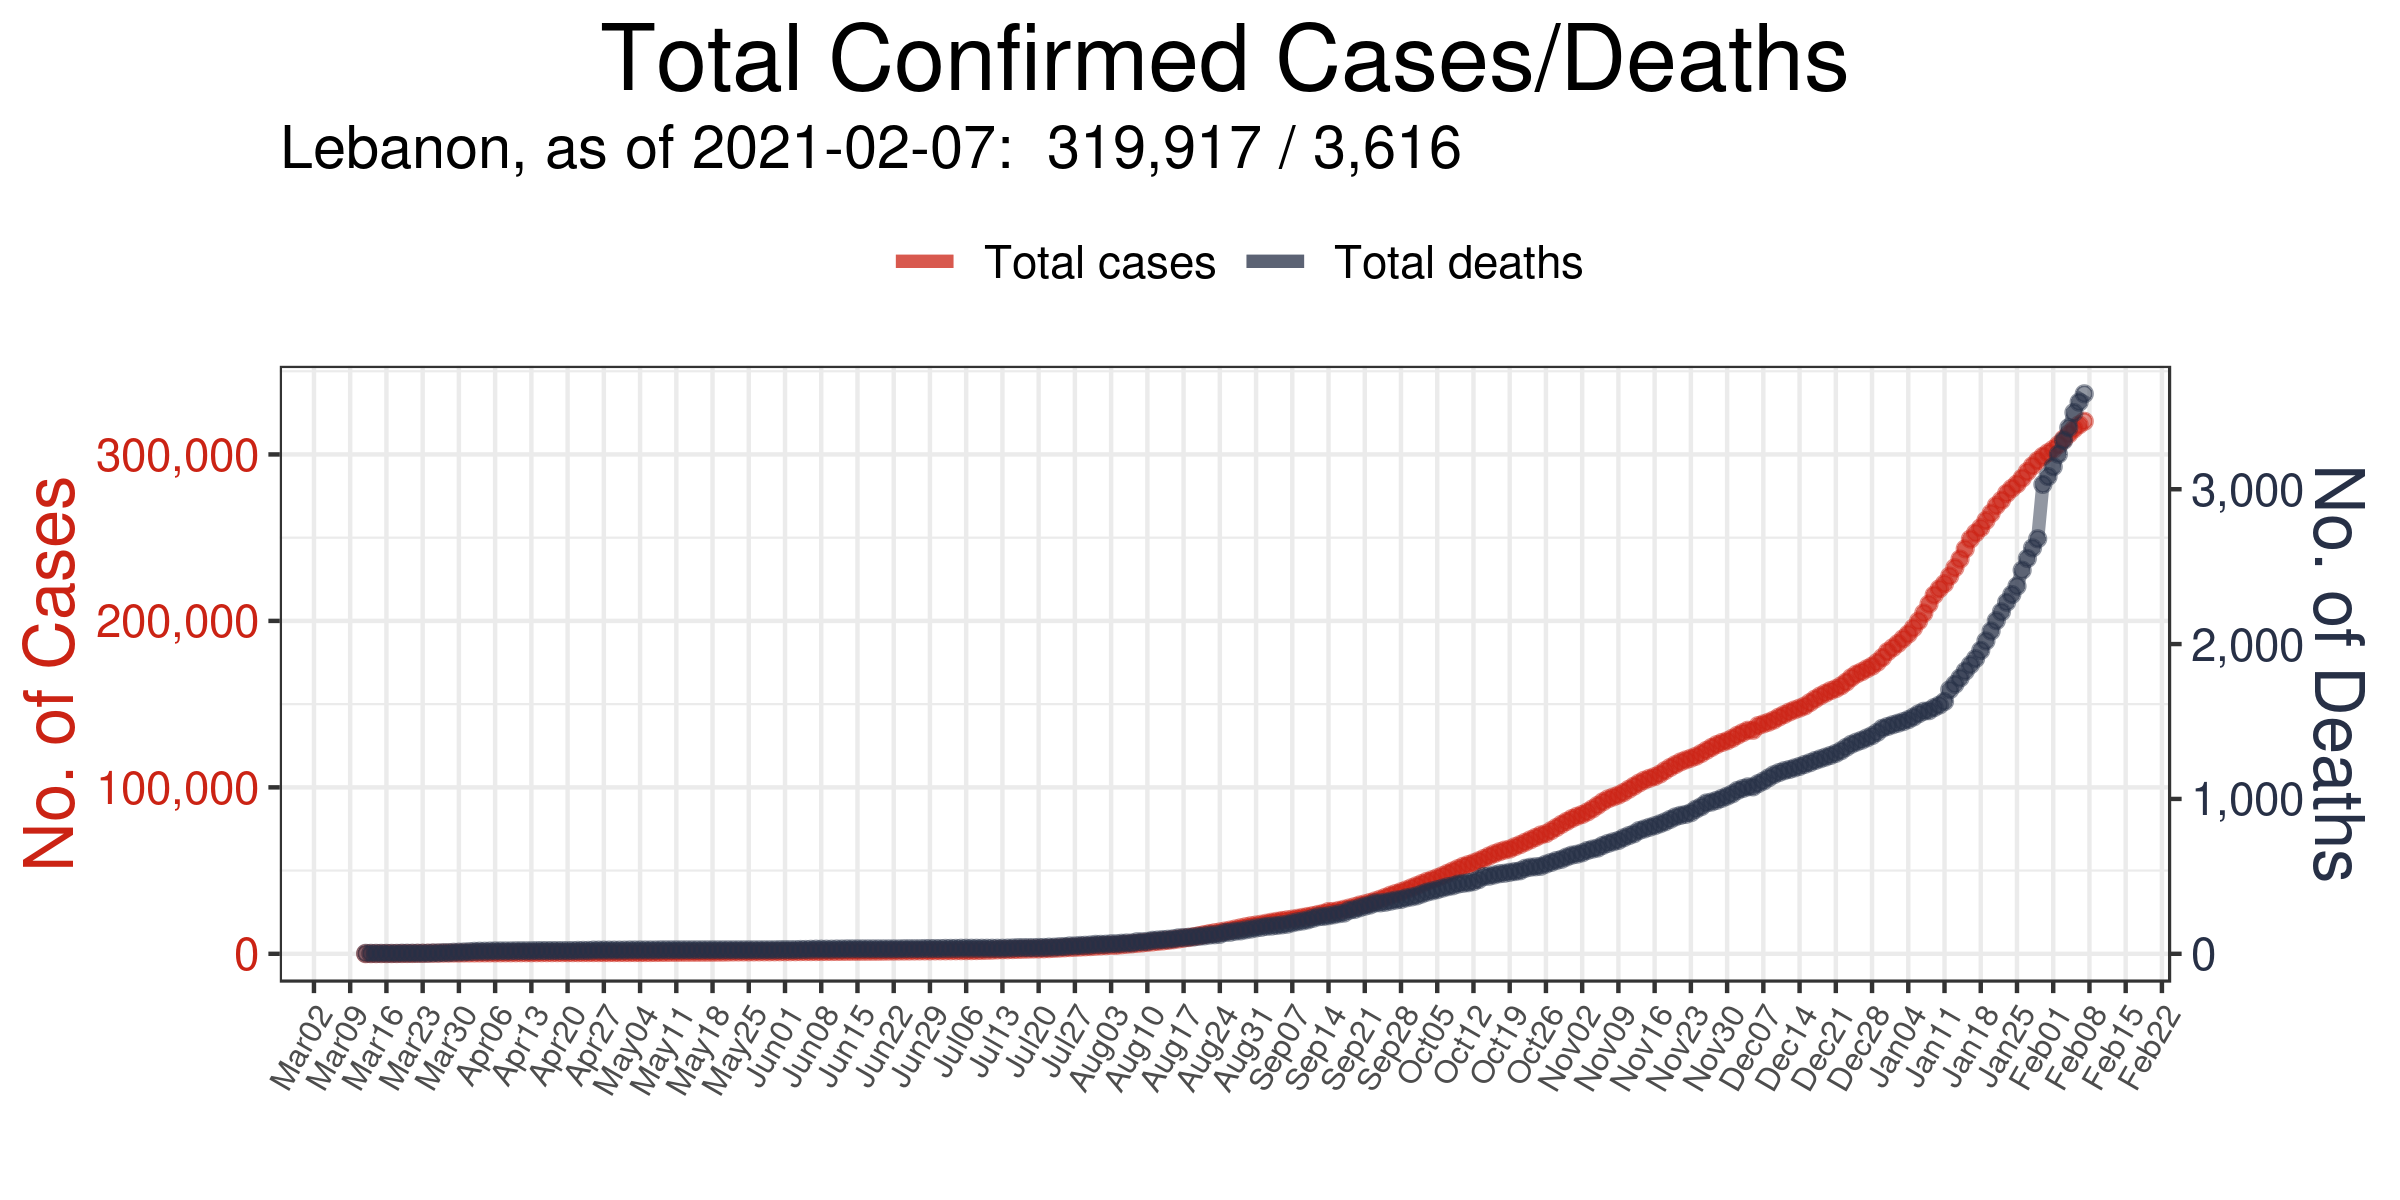 Total Confirmed Cases/Deaths
Lebanon, as of 2021-02-07: 319,917 / 3,616
Total cases
Total deaths
No. of Cases
300,000
200,000
100,000
0
3,000
2,000
1,000
0
No. of Deaths
Mar02
Mar09
Mar16
Mar23
Mar30
Apr06
Apr13
Apr20
Apr27
May04
May11
May18
May25
Jun01
Jun08
Jun15
Jun22
Jun29
Jul06
Jul13
Jul20
Jul27
Aug03
Aug10
Aug17
Aug24
Aug31
Sep07
Sep14
Sep21
Sep28
Oct05
Oct12
Oct19
Oct26
Nov02
Nov09
Nov16
Nov23
Nov30
Dec07
Dec14
Dec21
Dec28
Jan04
Jan11
Jan18
Jan25
Feb01
Feb08
Feb15
Feb22